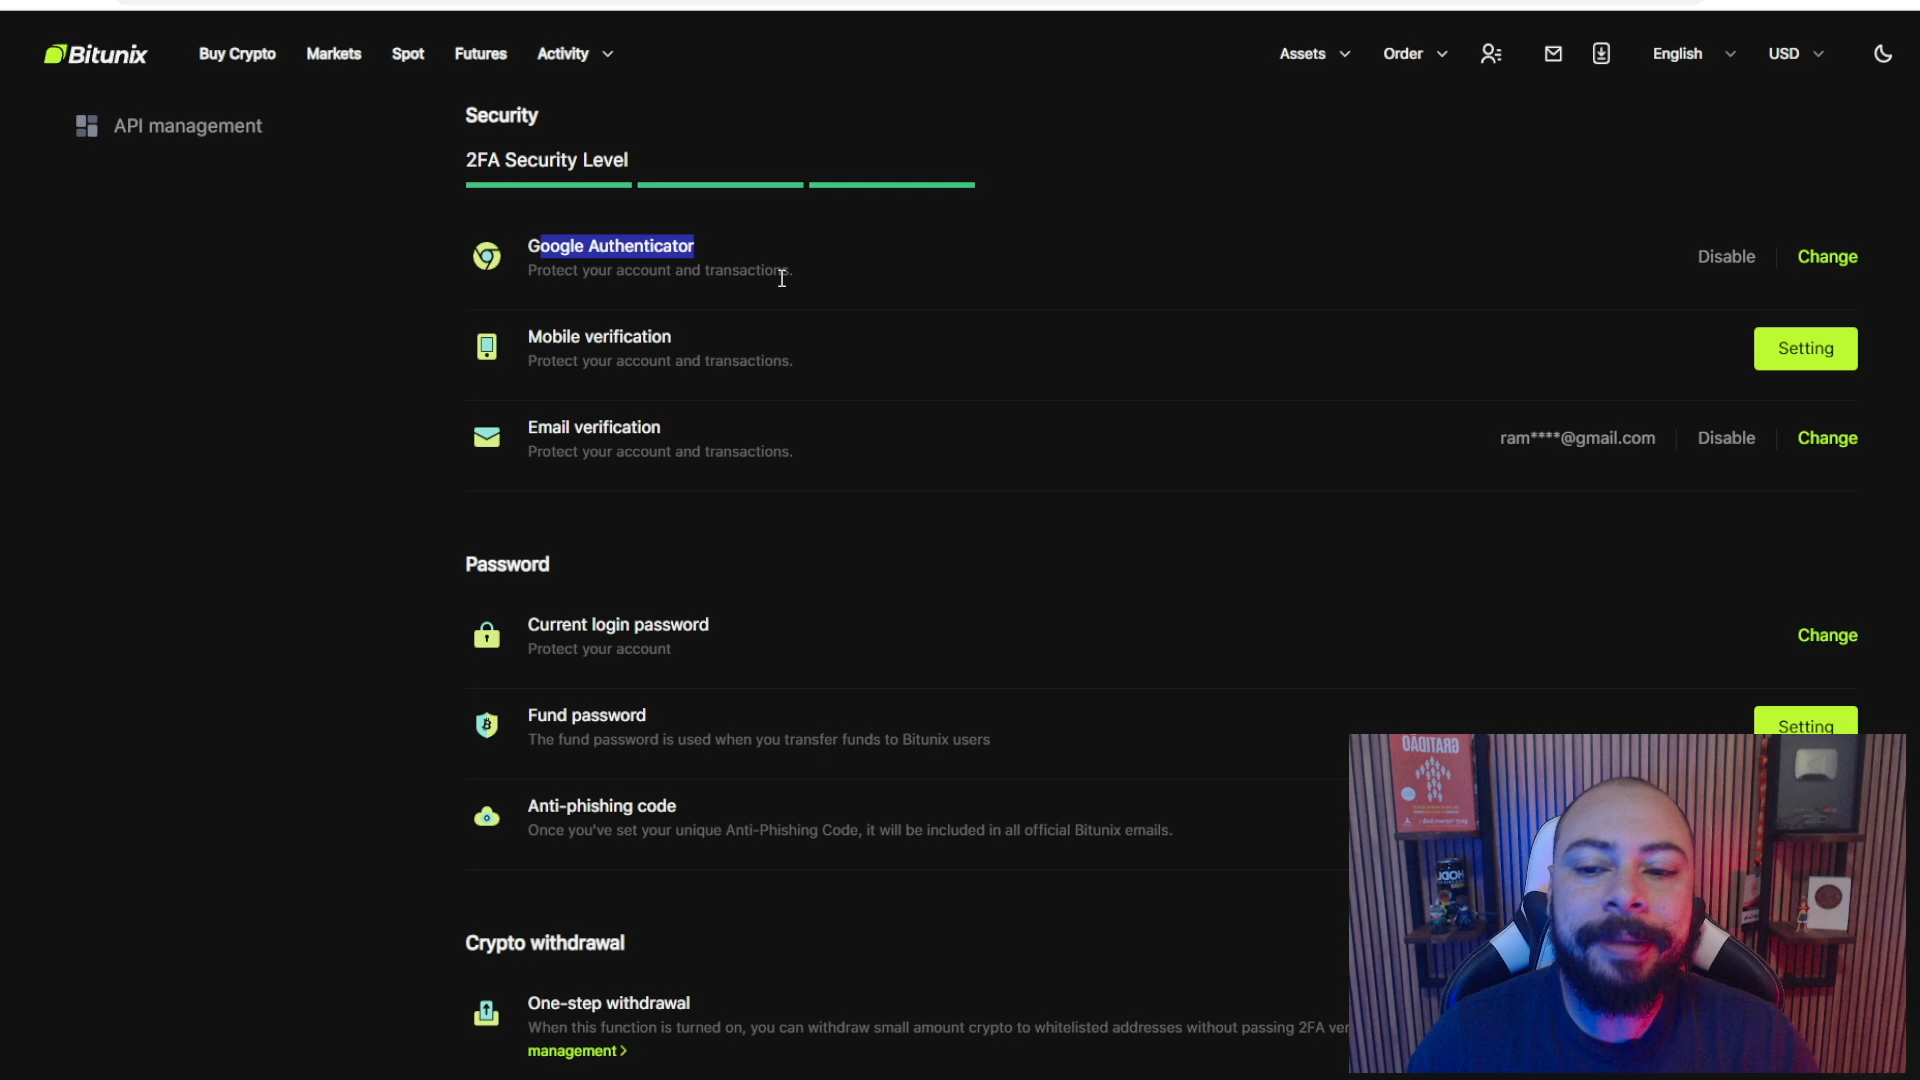 Bitunix
Buy Crypto
Markets
Spot
Futures
Activity
Assets
Order
English
USD
API management
Security
2FA Security Level
Google Authenticator
Protect your account and transactions.
Disable
Change
Mobile verification
Protect your account and transactions.
Setting
Email verification
Protect your account and transactions.
ram****@gmail.com
Disable
Change
Password
Current login password
Protect your account
Change
Fund password
The fund password is used when you transfer funds to Bitunix users
Setting
Anti-phishing code
Once you've set your unique Anti-Phishing Code, it will be included in all official Bitunix emails.
Crypto withdrawal
One-step withdrawal
When this function is turned on, you can withdraw small amount crypto to whitelisted addresses without passing 2FA ver
management >
GRATIDÃO
HODL